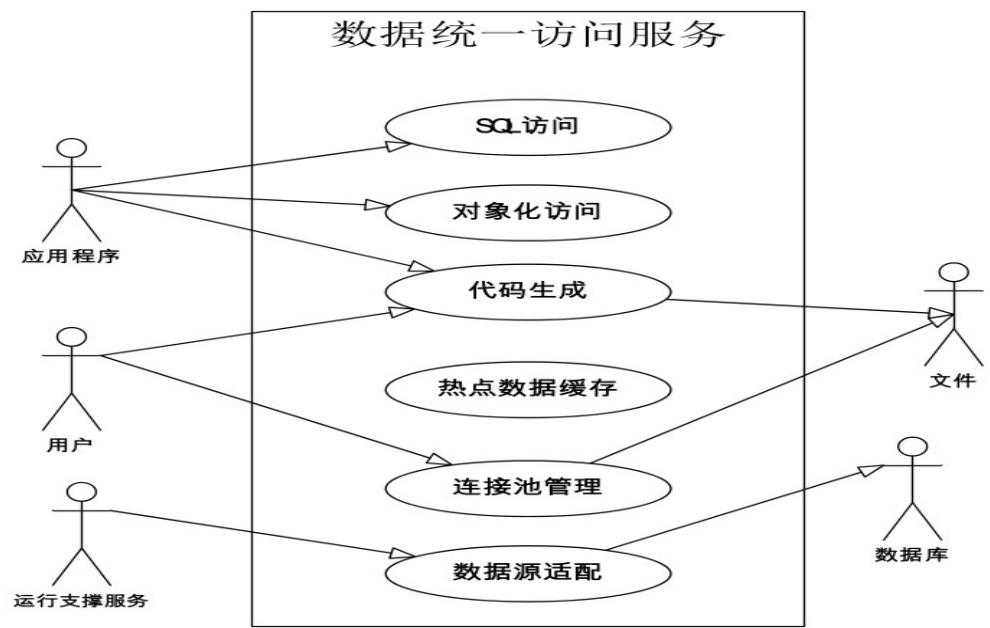 数据统一访问服务
SQL访问
对象化访问
应用程序
代码生成
文件
热点数据缓存
用户
连接池管理
数据库
数据源适配
运行支撑服务